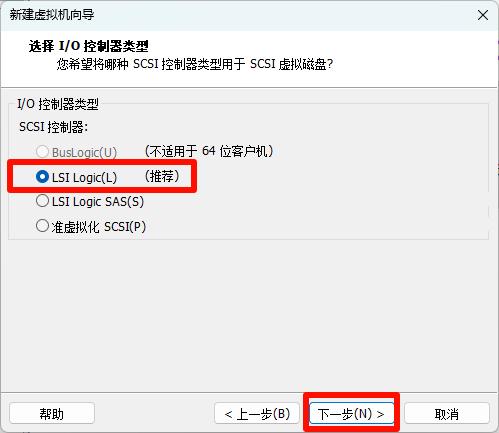 新建虚拟机向导
选择 I/O 控制器类型
您希望将哪种 SCSI 控制器类型用于 SCSI 虚拟磁盘?
I/O 控制器类型
SCSI 控制器:
BusLogic(U) (不适用于 64 位客户机)
LSI Logic(L) (推荐)
LSI Logic SAS(S)
准虚拟化 SCSI(P)
帮助 < 上一步(B) 下一步(N) > 取消